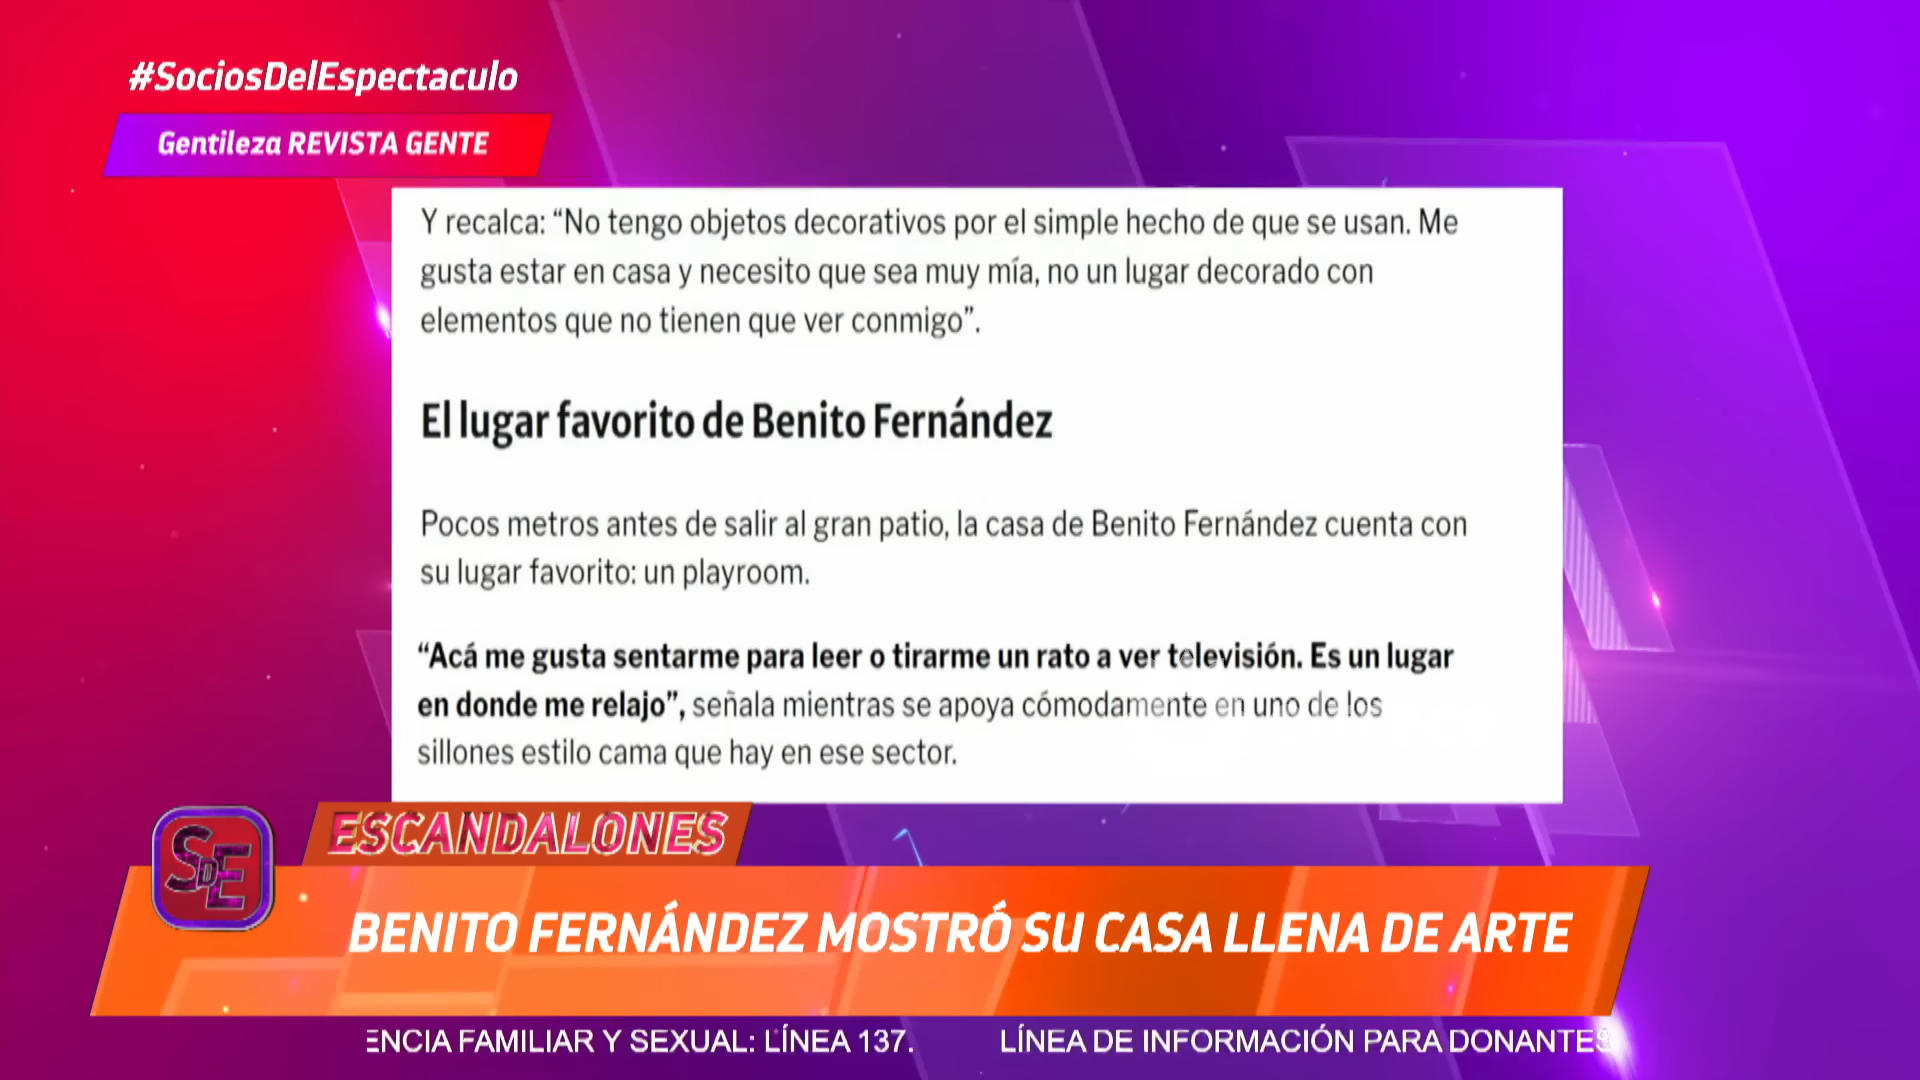 #SociosDelEspectaculo
Gentileza REVISTA GENTE
Y recalca: “No tengo objetos decorativos por el simple hecho de que se usan. Me
gusta estar en casa y necesito que sea muy mía, no un lugar decorado con
elementos que no tienen que ver conmigo”.
El lugar favorito de Benito Fernández
Pocos metros antes de salir al gran patio, la casa de Benito Fernández cuenta con
su lugar favorito: un playroom.
“Acá me gusta sentarme para leer o tirarme un rato a ver televisión. Es un lugar
en donde me relajo”, señala mientras se apoya cómodamente en uno de los
sillones estilo cama que hay en ese sector.
ESCANDALONES
SDE
BENITO FERNÁNDEZ MOSTRÓ SU CASA LLENA DE ARTE
ENCIA FAMILIAR Y SEXUAL: LÍNEA 137. LÍNEA DE INFORMACIÓN PARA DONANTES